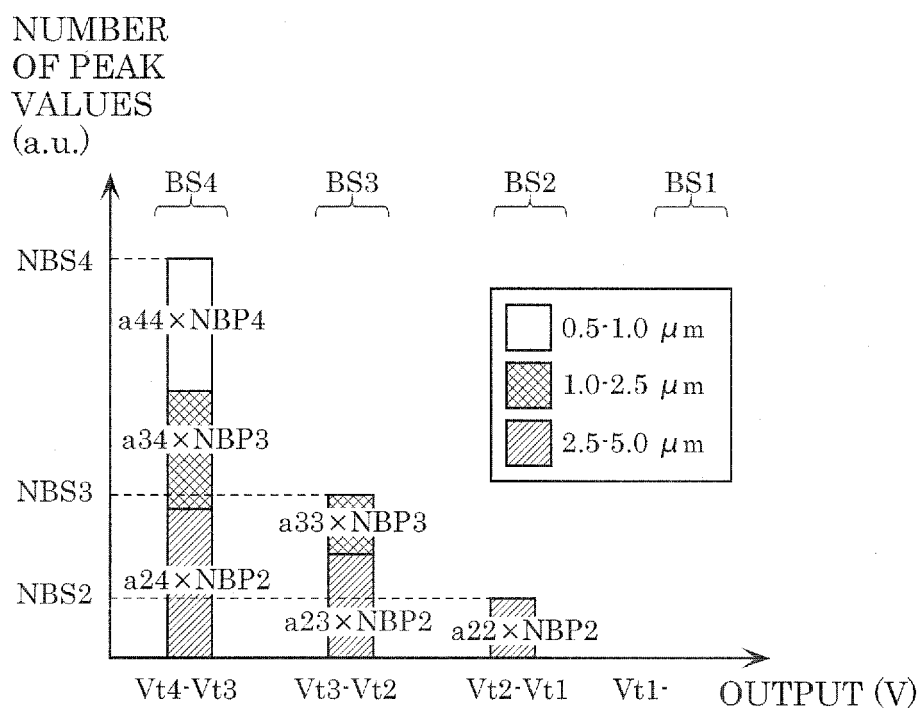 NUMBER
OF PEAK
VALUES
(a.u.)
BS4 BS3 BS2 BS1
NBS4
a44×NBP4
0.5-1.0 μm
1.0-2.5 μm
2.5-5.0 μm
a34×NBP3
NBS3
a33×NBP3
a24×NBP2
NBS2
a23×NBP2
a22×NBP2
Vt4-Vt3 Vt3-Vt2 Vt2-Vt1 Vt1- OUTPUT (V)